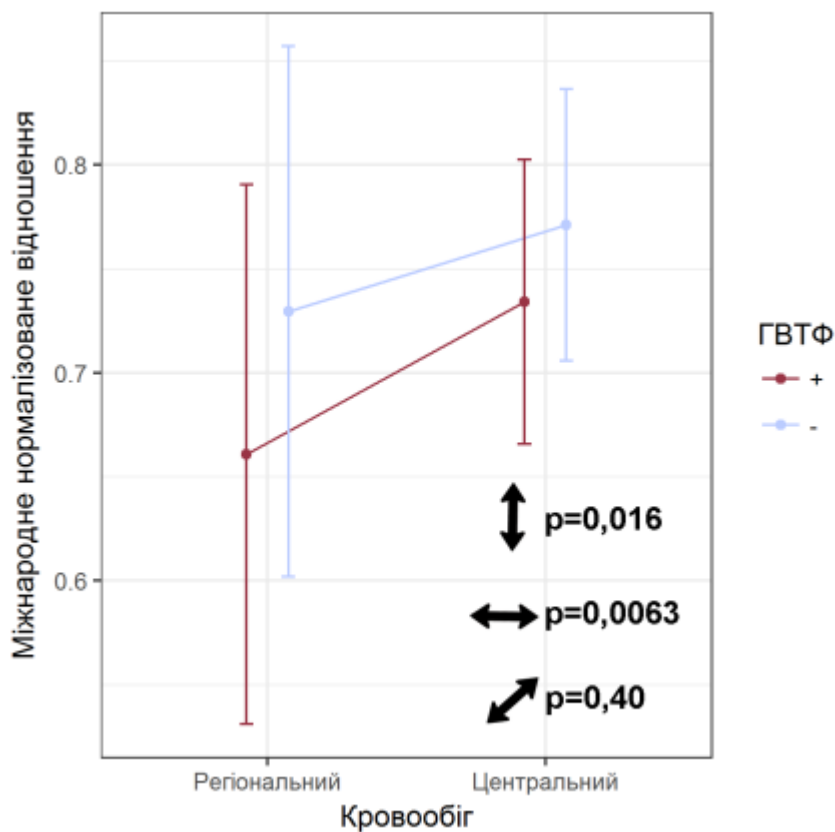 Міжнародне нормалізоване відношення
0.8
0.7
0.6
p=0,016
p=0,0063
p=0,40
Регіональний
Центральний
Кровообіг
ГВТФ
+
-